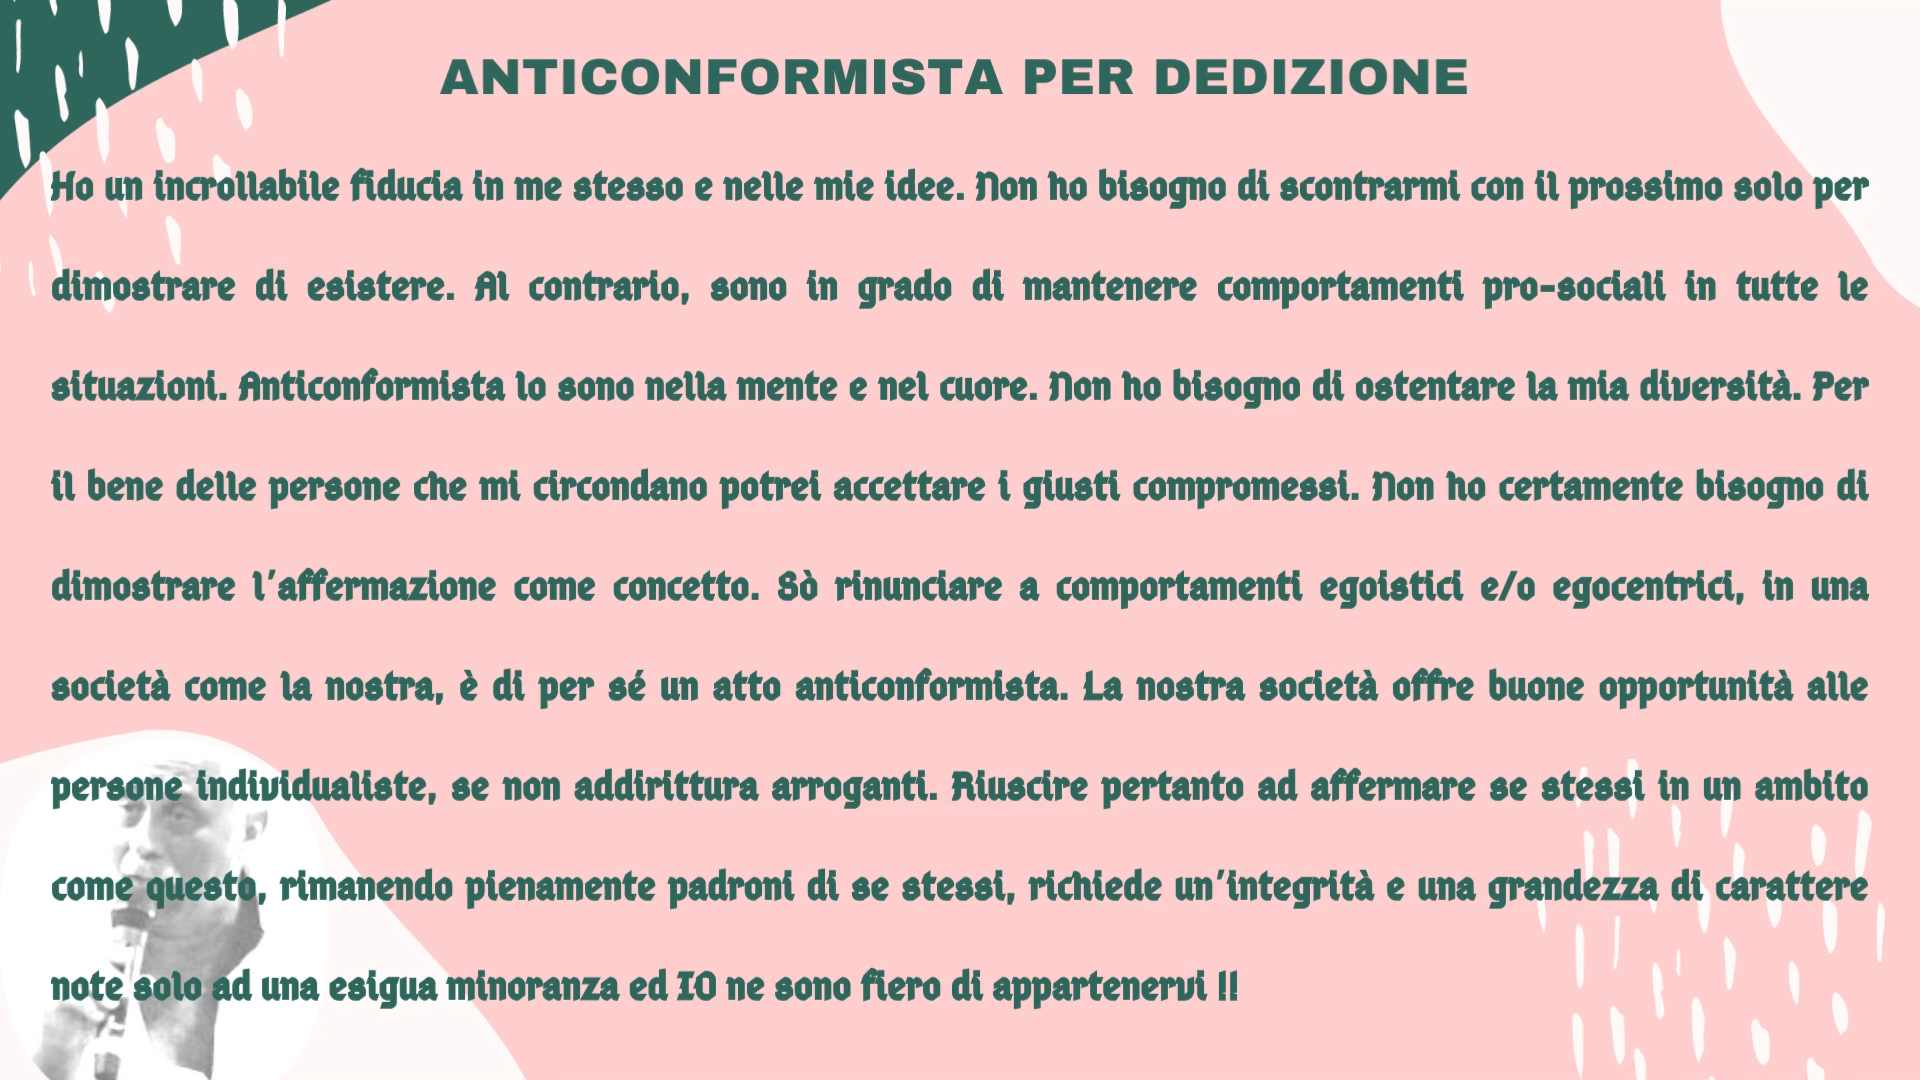 ANTICONFORMISTA PER DEDIZIONE
Ho un incrollabile fiducia in me stesso e nelle mie idee. Non ho bisogno di scontrarmi con il prossimo solo per
dimostrare di esistere. Al contrario, sono in grado di mantenere comportamenti pro-sociali in tutte le
situazioni. Anticonformista lo sono nella mente e nel cuore. Non ho bisogno di ostentare la mia diversità. Per
il bene delle persone che mi circondano potrei accettare i giusti compromessi. Non ho certamente bisogno di
dimostrare l'affermazione come concetto. Sò rinunciare a comportamenti egoistici e/o egocentrici, in una
società come la nostra, è di per sé un atto anticonformista. La nostra società offre buone opportunità alle
persone individualiste, se non addirittura arroganti. Riuscire pertanto ad affermare se stessi in un ambito
come questo, rimanendo pienamente padroni di se stessi, richiede un'integrità e una grandezza di carattere
note solo ad una esigua minoranza ed IO ne sono fiero di appartenervi !!